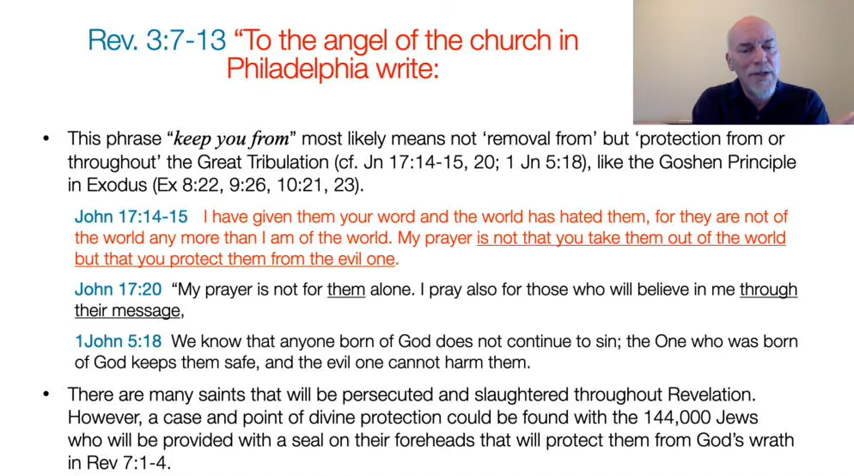 Rev. 3:7-13 “To the angel of the church in
Philadelphia write:
• This phrase “keep you from” most likely means not ‘removal from’ but ‘protection from or
throughout’ the Great Tribulation (cf. Jn 17:14-15, 20; 1 Jn 5:18), like the Goshen Principle
in Exodus (Ex 8:22, 9:26, 10:21, 23).
John 17:14-15 I have given them your word and the world has hated them, for they are not of
the world any more than I am of the world. My prayer is not that you take them out of the world
but that you protect them from the evil one.
John 17:20 “My prayer is not for them alone. I pray also for those who will believe in me through
their message,
1John 5:18 We know that anyone born of God does not continue to sin; the One who was born
of God keeps them safe, and the evil one cannot harm them.
• There are many saints that will be persecuted and slaughtered throughout Revelation.
However, a case and point of divine protection could be found with the 144,000 Jews
who will be provided with a seal on their foreheads that will protect them from God’s wrath
in Rev 7:1-4.